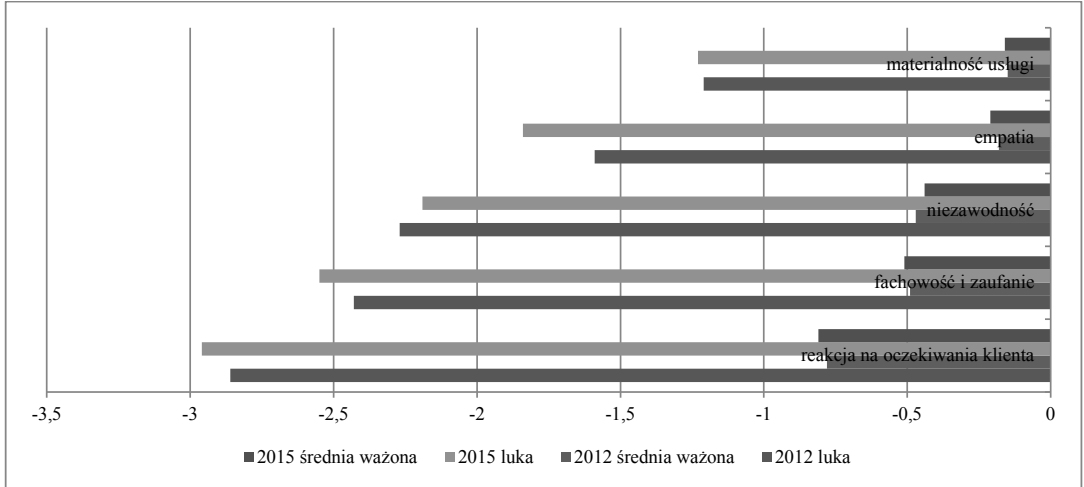 materialność usługi
empatia
niezawodność
fachowość i zaufanie
reakcja na oczekiwania klienta
-3,5 -3 -2,5 -2 -1,5 -1 -0,5 0
2015 średnia ważona 2015 luka 2012 średnia ważona 2012 luka